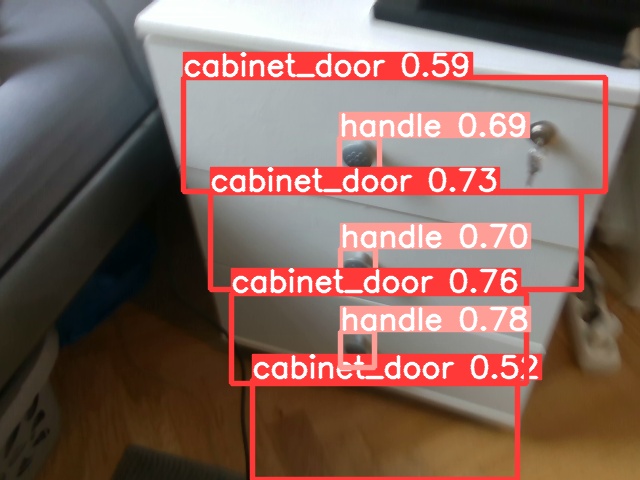 cabinet_door 0.59
handle 0.69
cabinet_door 0.73
handle 0.70
cabinet_door 0.76
handle 0.78
cabinet_door 0.52